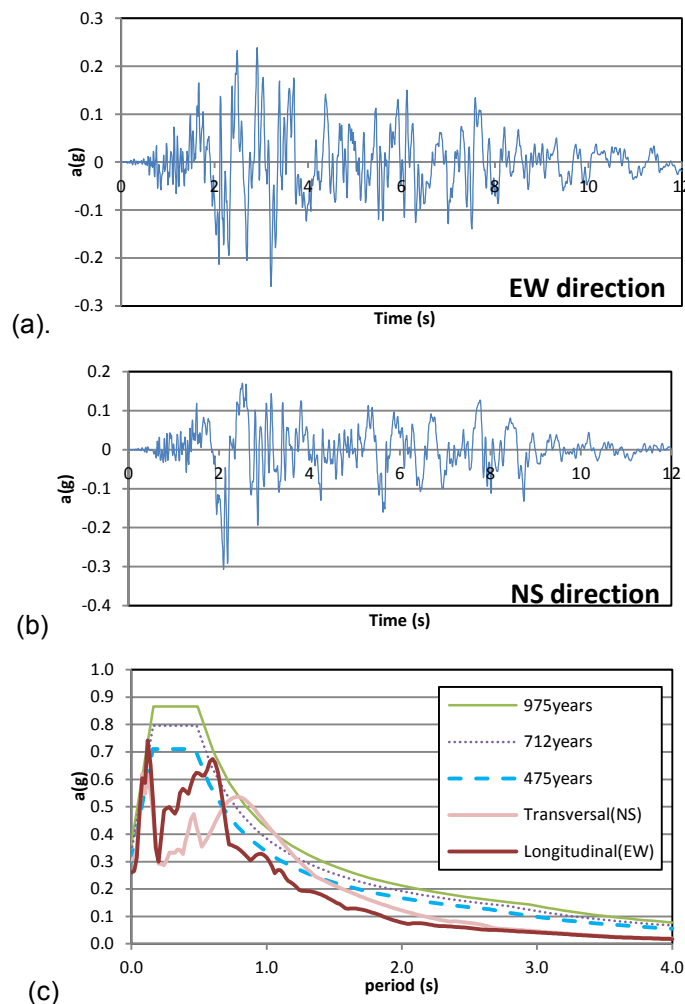 0.3
0.2
0.1
0
-0.1
-0.2
-0.3
a(g)
0 2 4 6 8 10 12
EW direction
Time (s)
(a).
0.2
0.1
0
-0.1
-0.2
-0.3
-0.4
a(g)
0 2 4 6 8 10 12
NS direction
Time (s)
(b)
1.0
0.9
0.8
0.7
0.6
0.5
0.4
0.3
0.2
0.1
0.0
a(g)
975years
712years
475years
Transversal(NS)
Longitudinal(EW)
0.0 1.0 2.0 3.0 4.0
period (s)
(c)